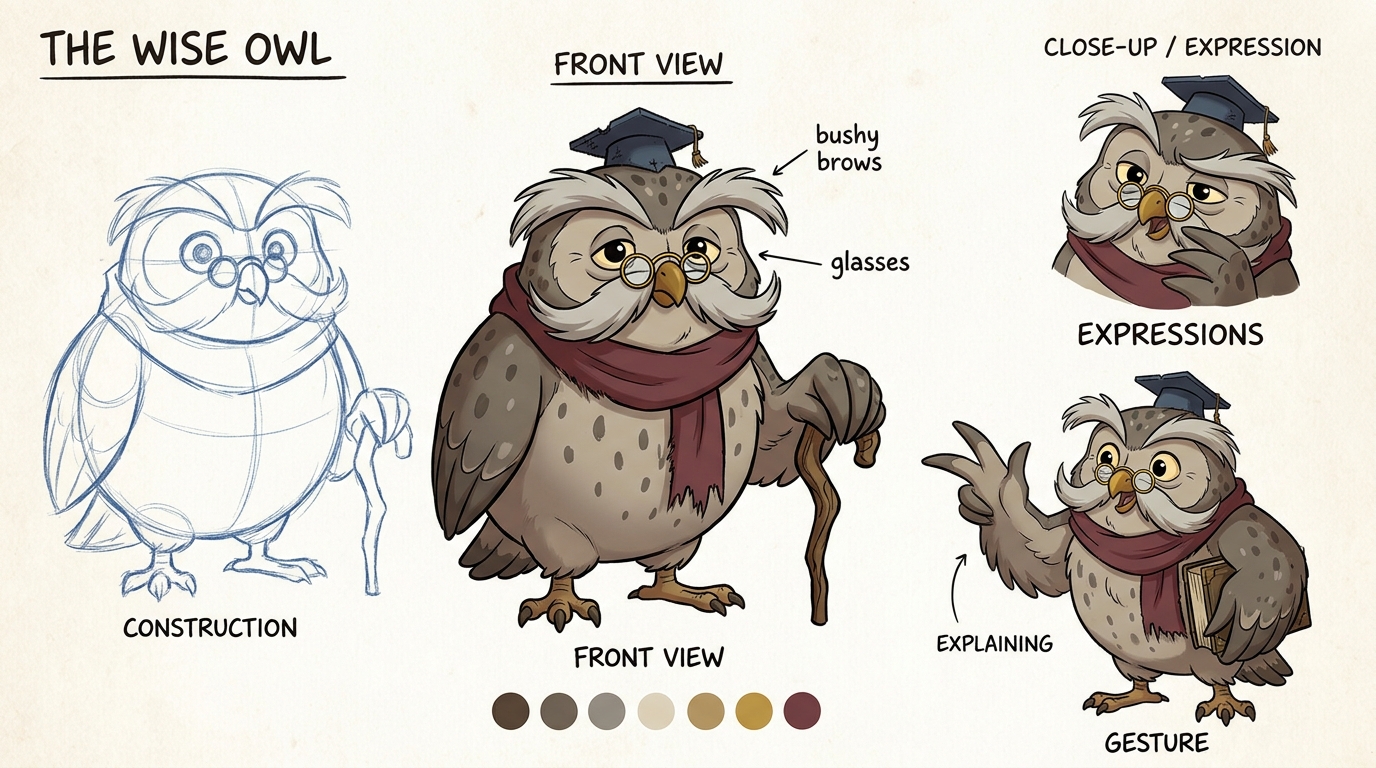 THE WISE OWL
FRONT VIEW
CLOSE-UP / EXPRESSION
bushy
brows
glasses
EXPRESSIONS
CONSTRUCTION
FRONT VIEW
EXPLAINING
GESTURE